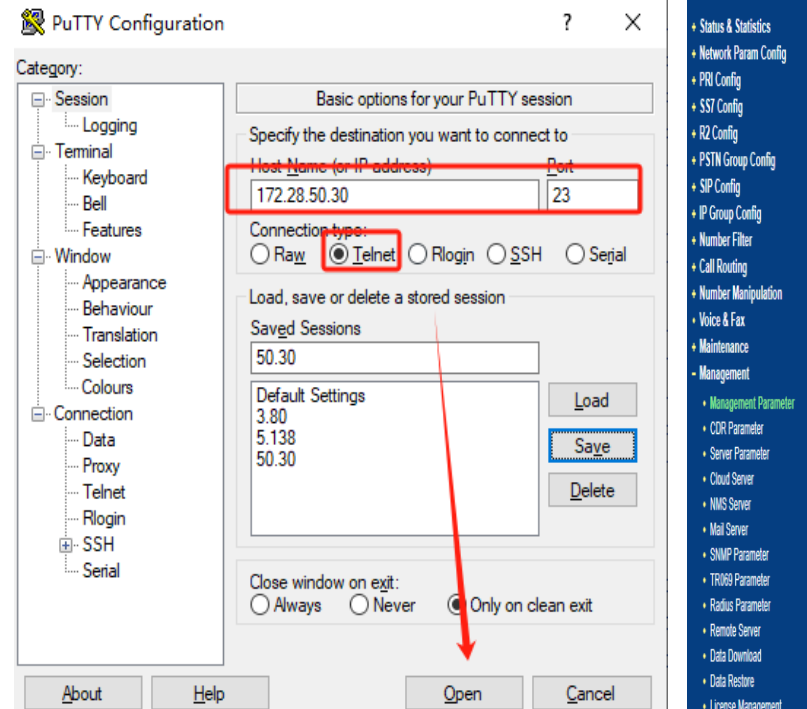 PuTTY Configuration
?
Category:
Session
Logging
Terminal
Keyboard
Bell
Features
Window
Appearance
Behaviour
Translation
Selection
Colours
Connection
Data
Proxy
Telnet
Rlogin
SSH
Serial
Basic options for your PuTTY session
Specify the destination you want to connect to
Host Name (or IP address) Port
172.28.50.30 23
Connection type:
Raw Telnet Rlogin SSH Serial
Load, save or delete a stored session
Saved Sessions
50.30
Default Settings
3.80
5.138
50.30
Load
Save
Delete
Close window on exit:
Always Never Only on clean exit
About Help Open Cancel
Status & Statistics
Network Param Config
PRI Config
SS7 Config
R2 Config
PSTN Group Config
SIP Config
IP Group Config
Number Filter
Call Routing
Number Manipulation
Voice & Fax
Maintenance
Management
Management Parameter
CDR Parameter
Server Parameter
Cloud Server
NMS Server
Mail Server
SNMP Parameter
TR069 Parameter
Radius Parameter
Remote Server
Data Download
Data Restore
License Management